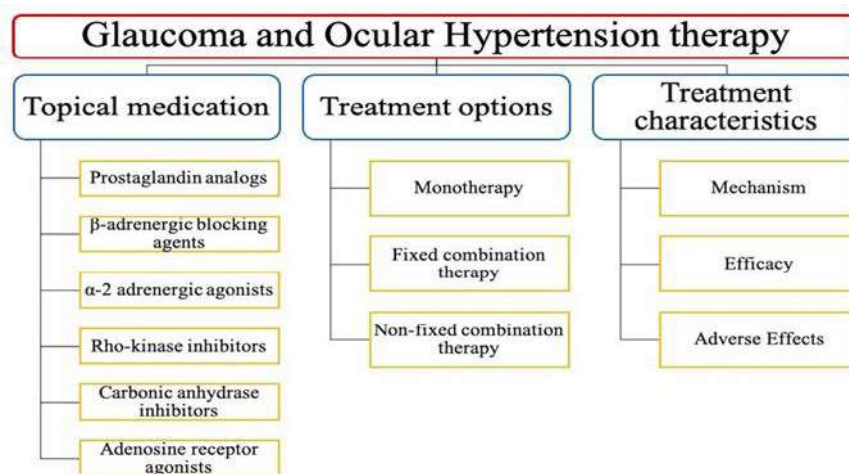 Glaucoma and Ocular Hypertension therapy
Topical medication
Prostaglandin analogs
β-adrenergic blocking
agents
α-2 adrenergic agonists
Rho-kinase inhibitors
Carbonic anhydrase
inhibitors
Adenosine receptor
agonists
Treatment options
Monotherapy
Fixed combination
therapy
Non-fixed combination
therapy
Treatment
characteristics
Mechanism
Efficacy
Adverse Effects